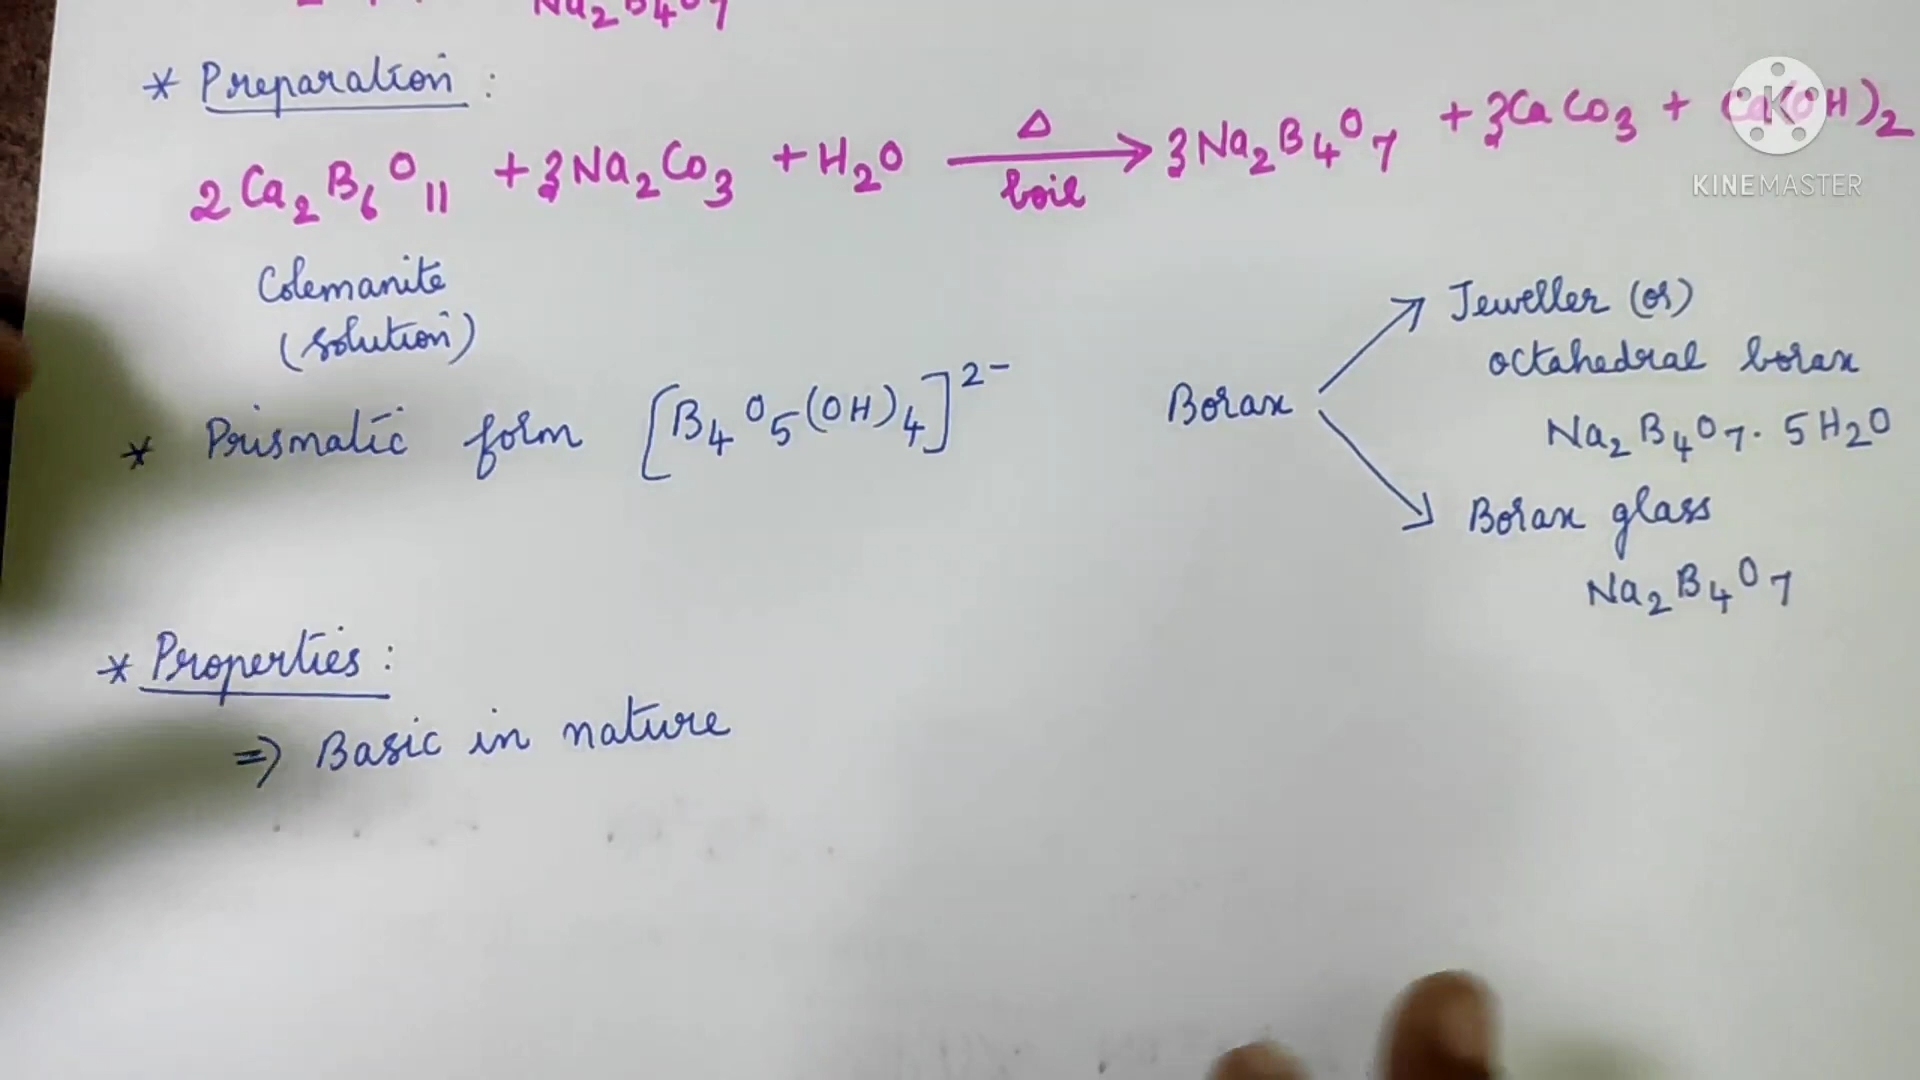 Na2B4O7
* Preparation :
2Ca2B6O11 + 3Na2Co3 + H2O △ boil → 3Na2B4O7 + 3CaCo3 + Ca(OH)2
KINEMASTER
Colemanite
(solution)
* Prismatic form [B4O5(OH)4]2-
Borax
Jeweller (or)
octahedral borax
Na2B4O7. 5H2O
Borax glass
Na2B4O7
* Properties :
⇒ Basic in nature